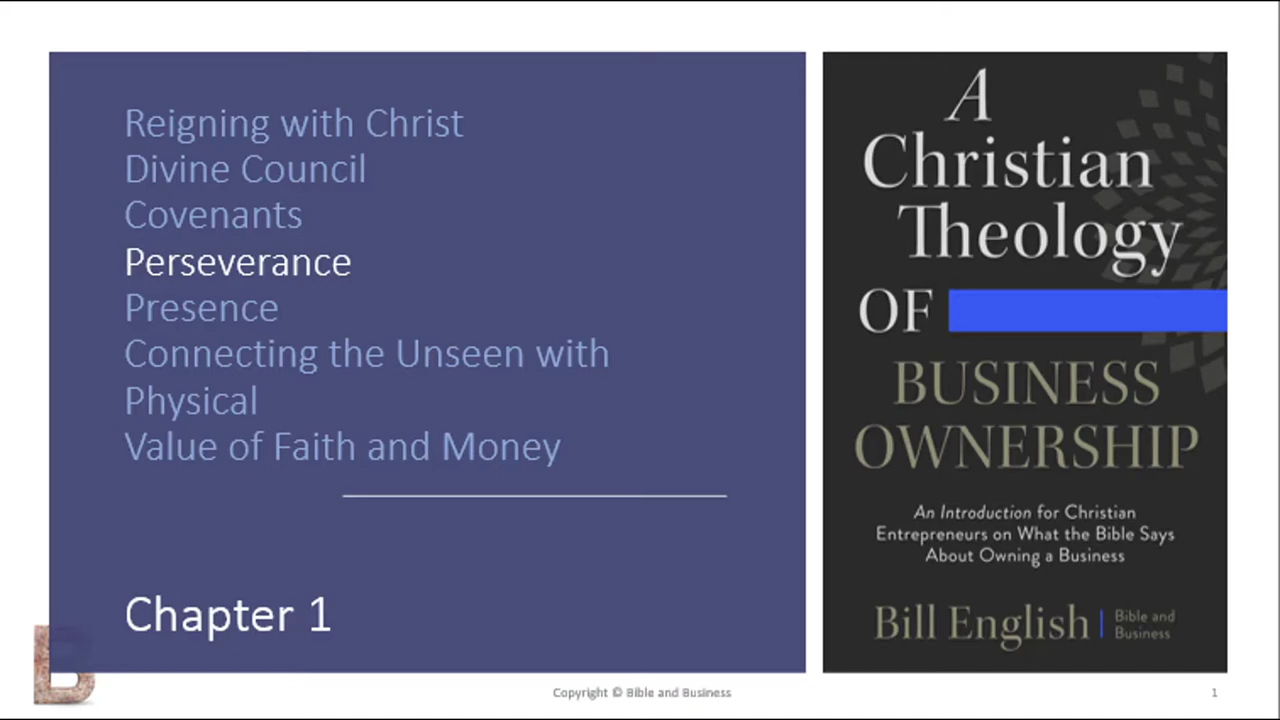 Reigning with Christ
Divine Council
Covenants
Perseverance
Presence
Connecting the Unseen with
Physical
Value of Faith and Money
Chapter 1
A
Christian
Theology
OF
BUSINESS
OWNERSHIP
An Introduction for Christian
Entrepreneurs on What the Bible Says
About Owning a Business
Bill English
Bible and
Business
B
Copyright © Bible and Business
1